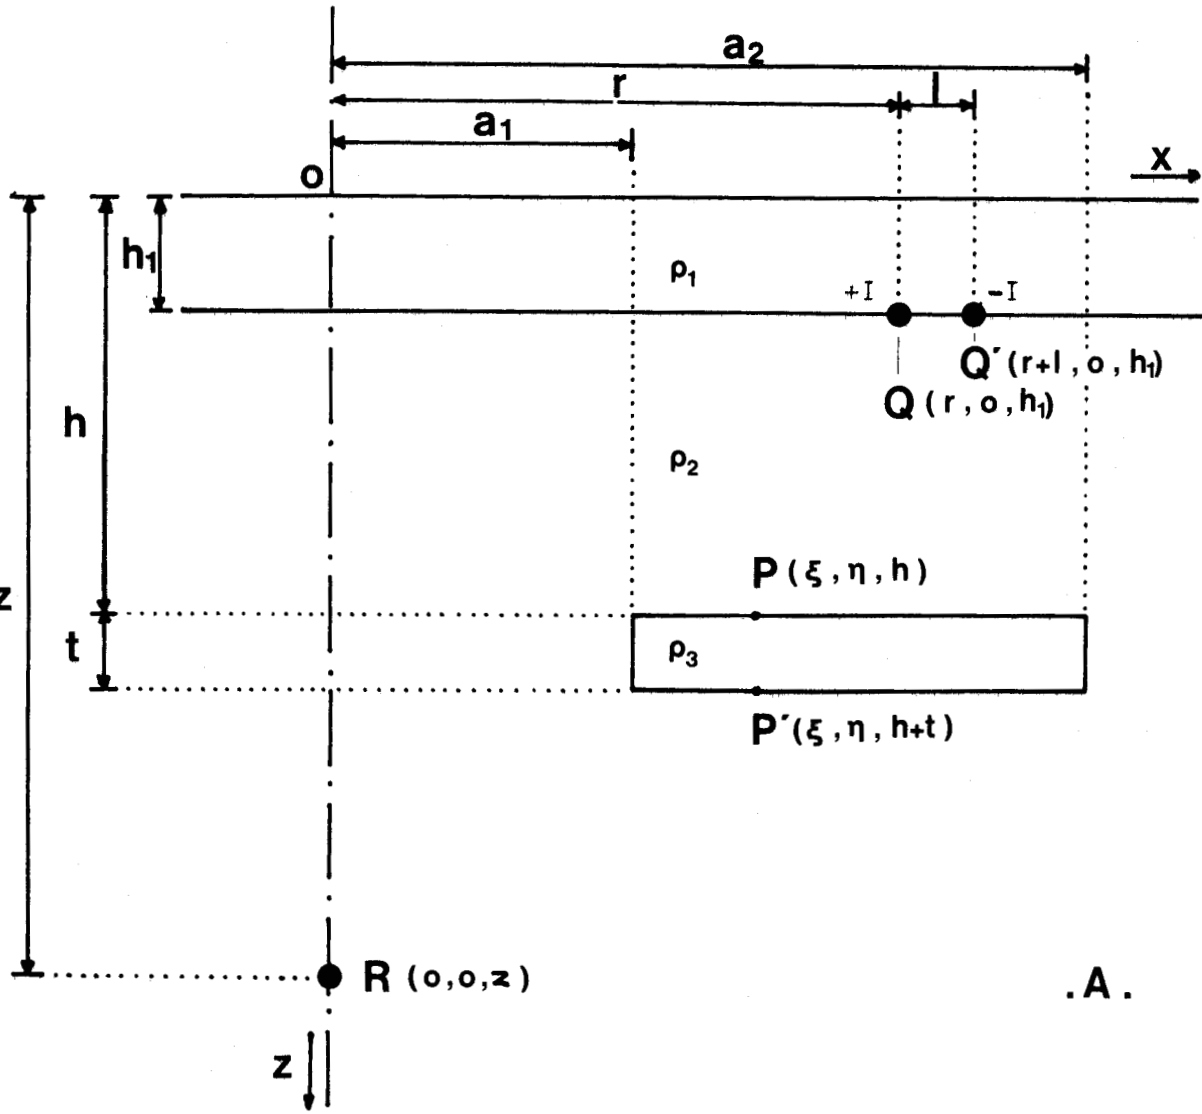 a2
r l
a1
o x
h1 ρ1
+I -I
Q´(r+l, o, h1)
Q (r, o, h1)
h
ρ2
P (ξ, η, h)
z
t ρ3
P´(ξ, η, h+t)
R (o,o,z) .A.
z